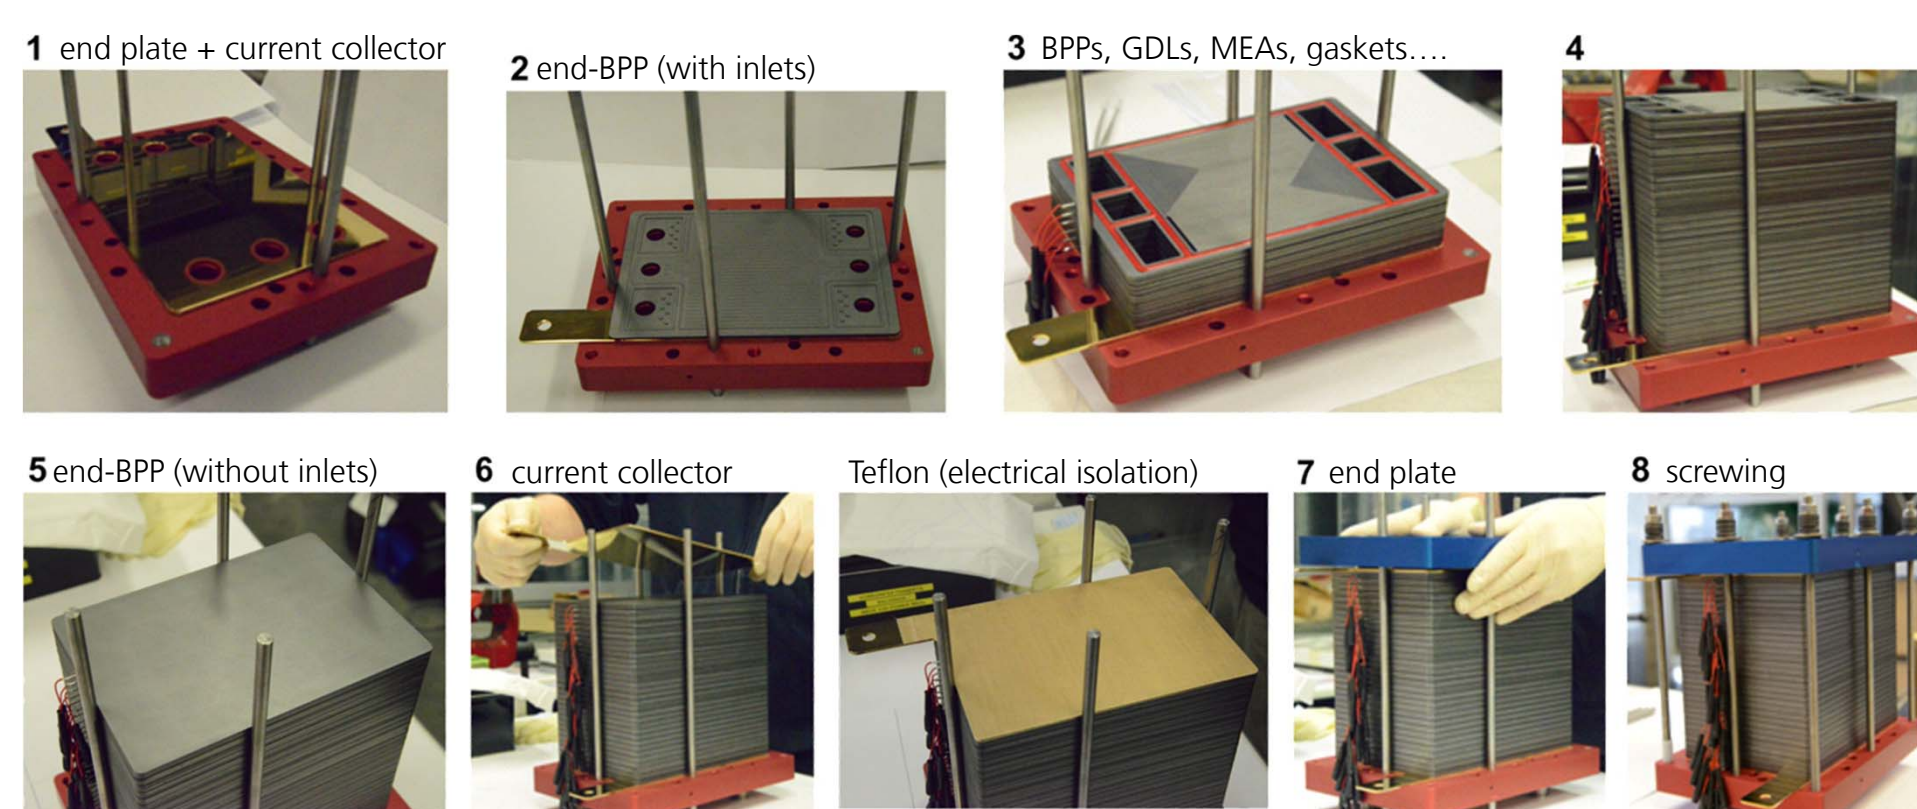 1 end plate + current collector
2 end-BPP (with inlets)
3 BPPs, GDLs, MEAs, gaskets....
4
5 end-BPP (without inlets)
6 current collector
Teflon (electrical isolation)
7 end plate
8 screwing